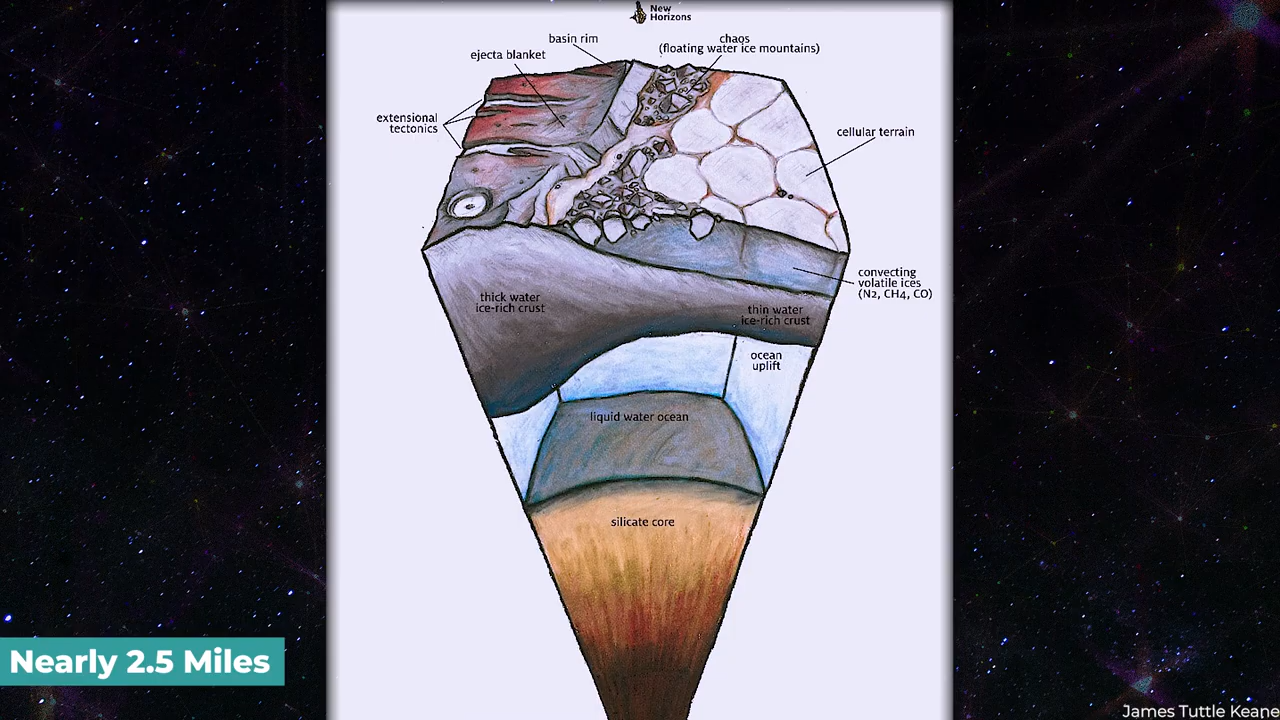 New
Horizons
basin rim
chaos
(floating water ice mountains)
ejecta blanket
extensional
tectonics
cellular terrain
convecting
volatile ices
(N2, CH4, CO)
thick water
ice-rich crust
thin water
ice-rich crust
ocean
uplift
liquid water ocean
silicate core
Nearly 2.5 Miles
James Tuttle Keane